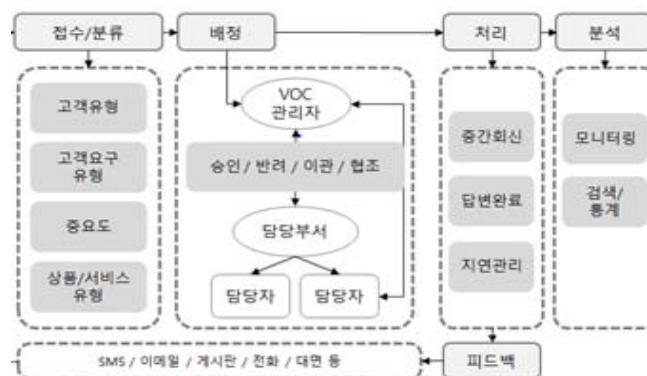 접수/분류
배정
처리
분석
고객유형
고객요구
유형
중요도
상품/서비스
유형
VOC
관리자
승인 / 반려 / 이관 / 협조
담당부서
담당자
담당자
중간회신
답변완료
지연관리
모니터링
검색/
통계
피드백
SMS / 이메일 / 게시판 / 전화 / 대면 등